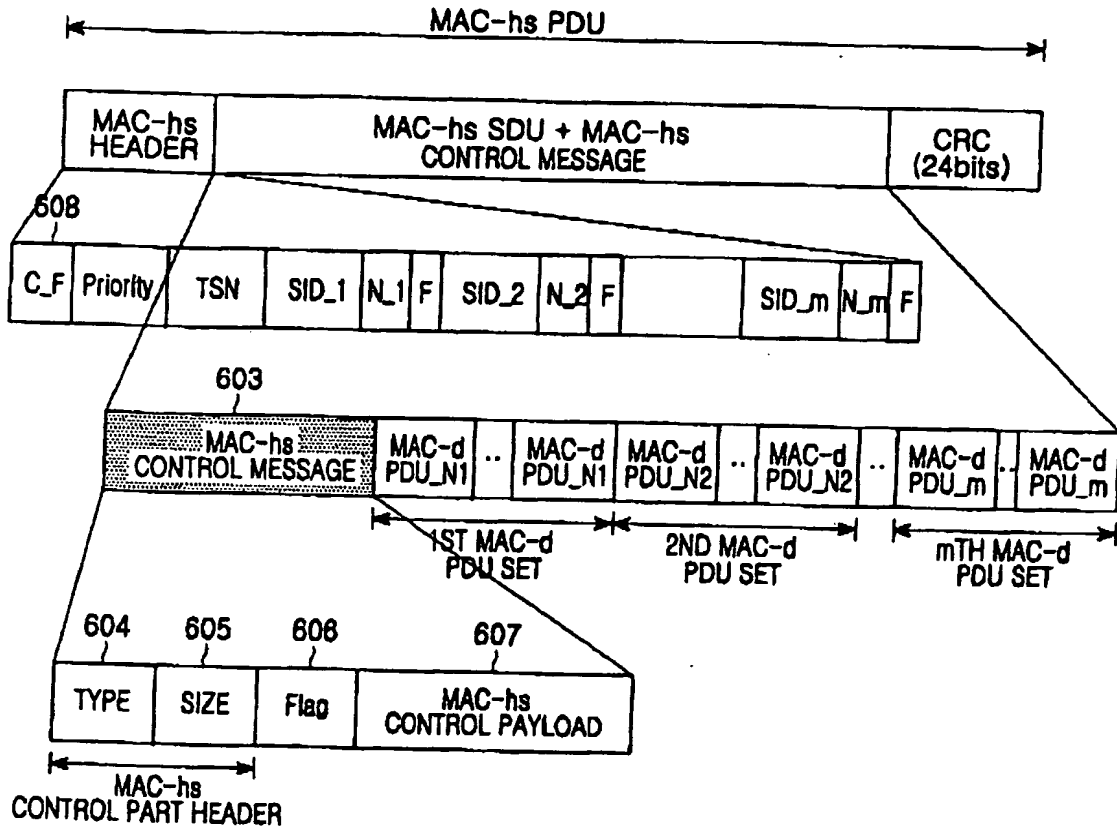 MAC-hs PDU
MAC-hs
HEADER
MAC-hs SDU + MAC-hs
CONTROL MESSAGE
CRC
(24bits)
608
C_F
Priority
TSN
SID_1
N_1
F
SID_2
N_2
F
SID_m
N_m
F
603
MAC-hs
CONTROL MESSAGE
MAC-d
PDU_N1
..
MAC-d
PDU_N1
MAC-d
PDU_N2
..
MAC-d
PDU_N2
..
MAC-d
PDU_m
..
MAC-d
PDU_m
1ST MAC-d
PDU SET
2ND MAC-d
PDU SET
mTH MAC-d
PDU SET
604
605
606
607
TYPE
SIZE
Flag
MAC-hs
CONTROL PAYLOAD
MAC-hs
CONTROL PART HEADER